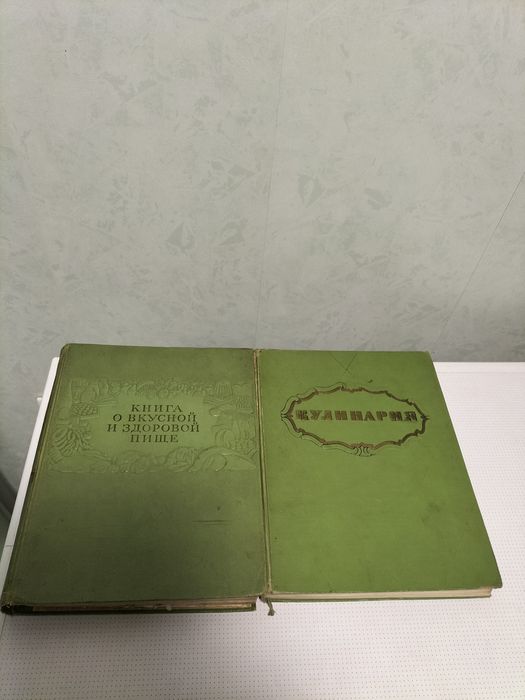 КНИГА
О ВКУСНОЙ
И ЗДОРОВОЙ
ПИЩЕ
КУЛИНАРИЯ